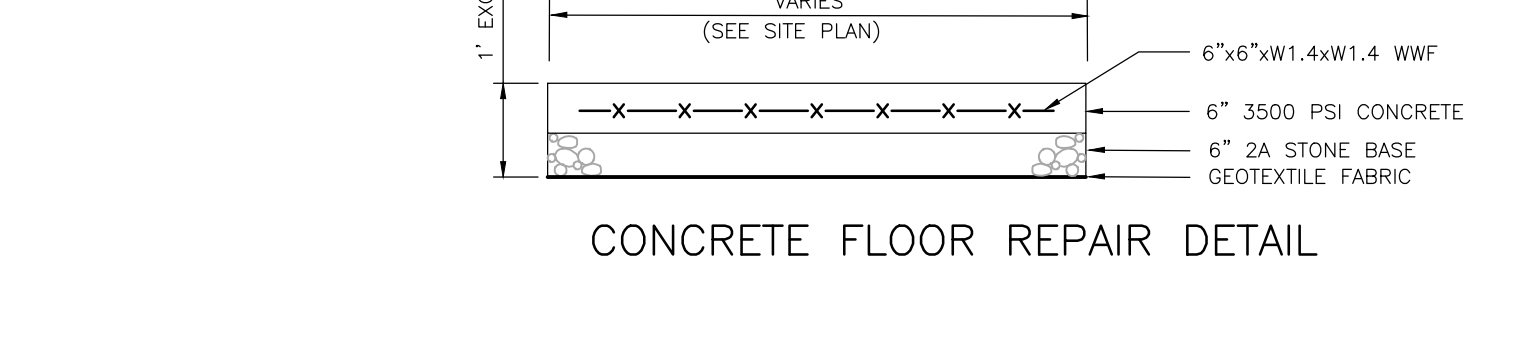 VARIES
(SEE SITE PLAN)
1'
6"x6"xW1.4xW1.4 WWF
6" 3500 PSI CONCRETE
6" 2A STONE BASE
GEOTEXTILE FABRIC
CONCRETE FLOOR REPAIR DETAIL